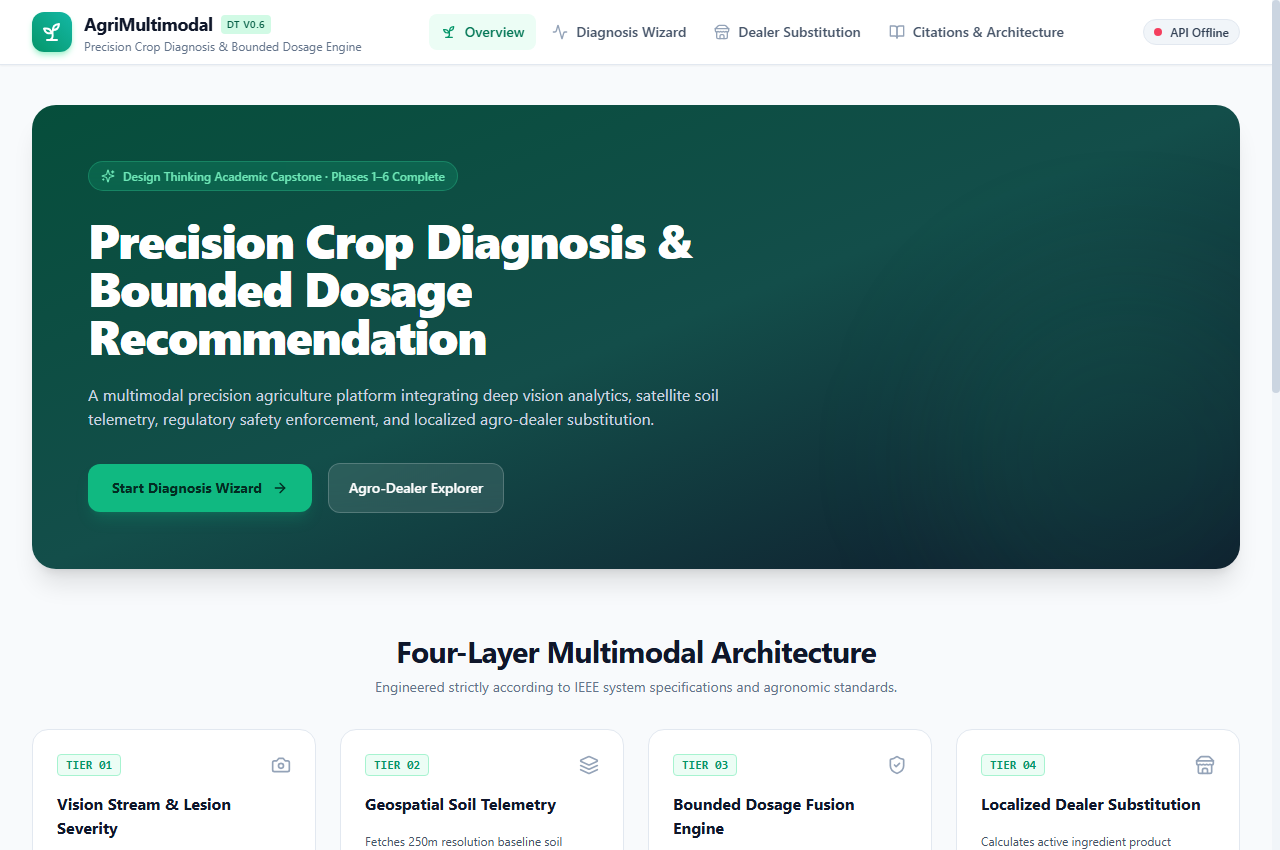 AgriMultimodal DT V0.6
Precision Crop Diagnosis & Bounded Dosage Engine
Overview
Diagnosis Wizard
Dealer Substitution
Citations & Architecture
API Offline
Design Thinking Academic Capstone · Phases 1–6 Complete
Precision Crop Diagnosis &
Bounded Dosage
Recommendation
A multimodal precision agriculture platform integrating deep vision analytics, satellite soil
telemetry, regulatory safety enforcement, and localized agro-dealer substitution.
Start Diagnosis Wizard →
Agro-Dealer Explorer
Four-Layer Multimodal Architecture
Engineered strictly according to IEEE system specifications and agronomic standards.
TIER 01
Vision Stream & Lesion
Severity
TIER 02
Geospatial Soil Telemetry
Fetches 250m resolution baseline soil
TIER 03
Bounded Dosage Fusion
Engine
TIER 04
Localized Dealer Substitution
Calculates active ingredient product